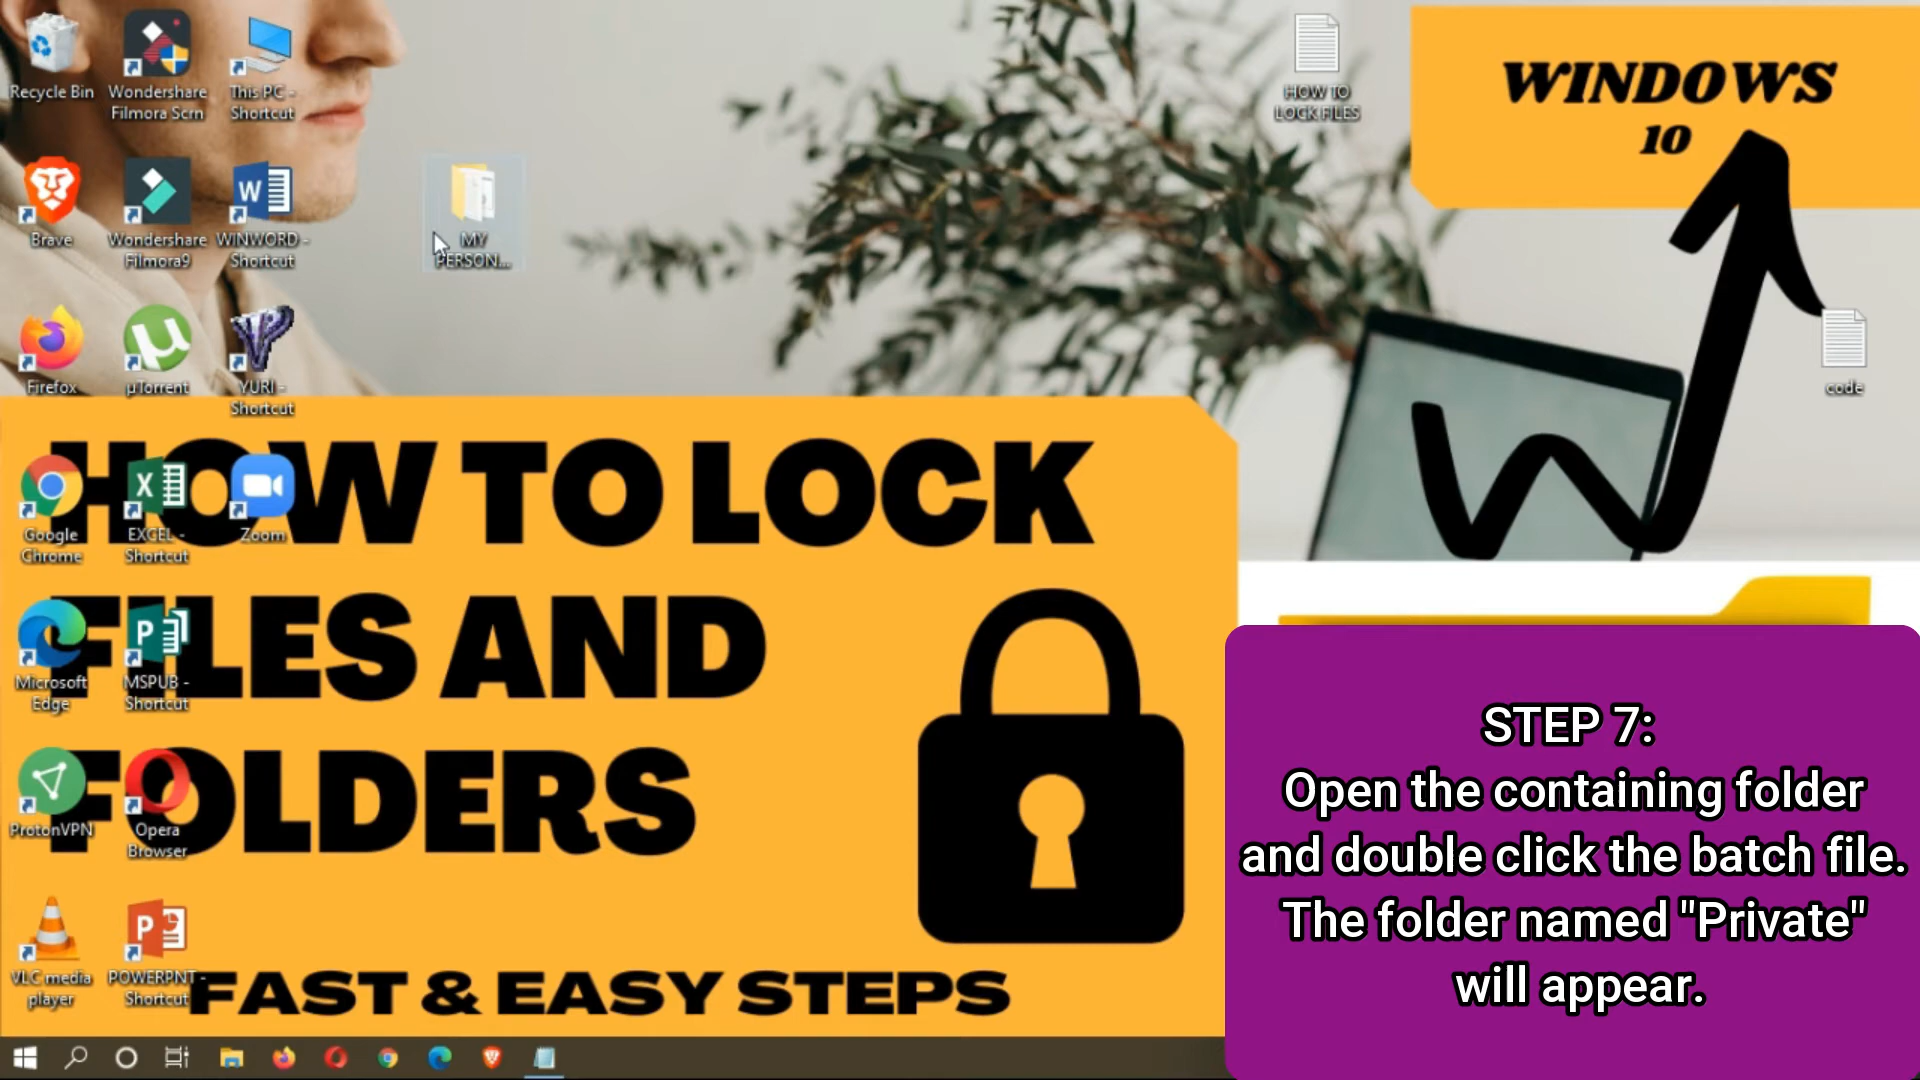 Recycle Bin
Wondershare
Filmora Scrn
This PC -
Shortcut
HOW TO
LOCK FILES
WINDOWS
10
Brave
Wondershare
Filmora9
WINWORD -
Shortcut
MY
PERSON...
Firefox
µTorrent
YURI -
Shortcut
code
HOW TO LOCK
FILES AND
FOLDERS
FAST & EASY STEPS
Google
Chrome
EXCEL -
Shortcut
Zoom
Microsoft
Edge
MSPUB -
Shortcut
ProtonVPN
Opera
Browser
VLC media
player
POWERPNT -
Shortcut
STEP 7:
Open the containing folder
and double click the batch file.
The folder named "Private"
will appear.